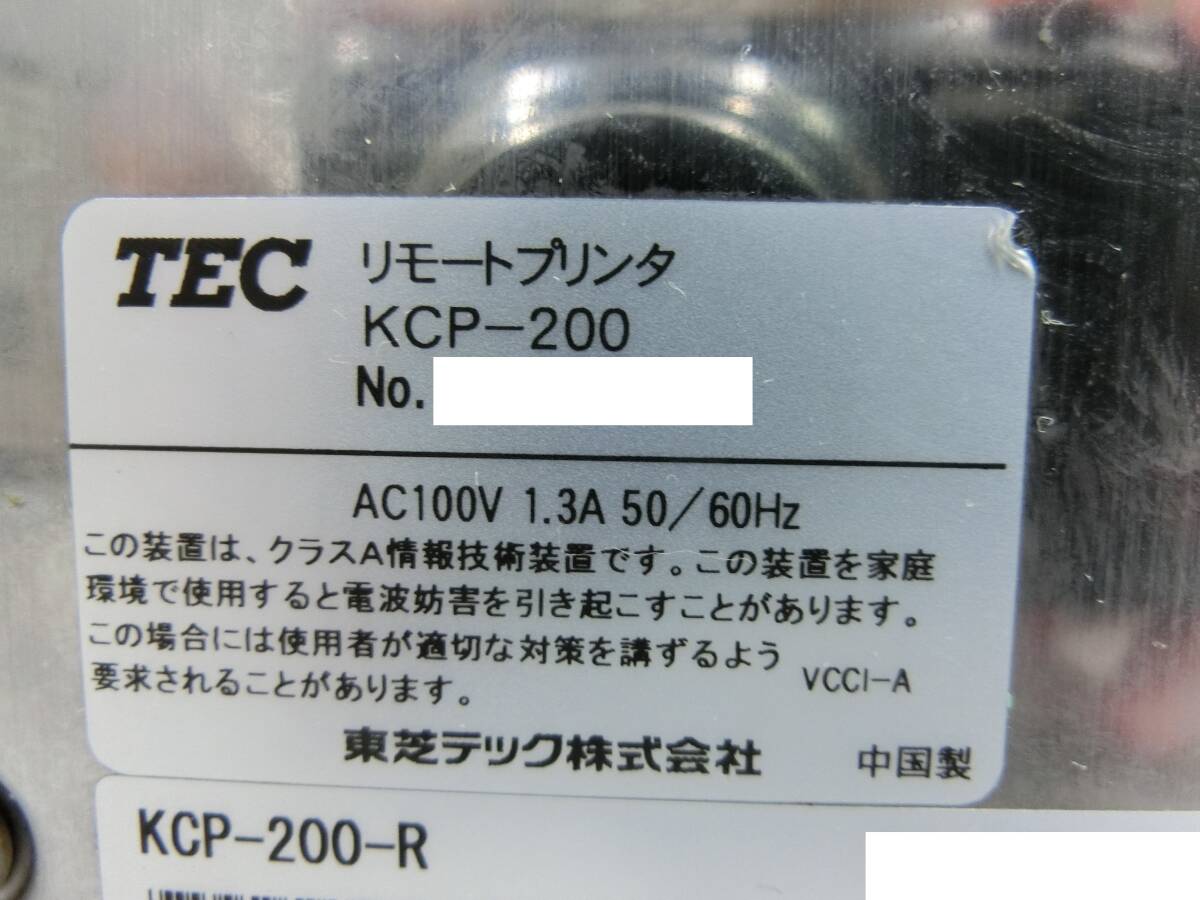 TEC リモートプリンタ
KCP-200
No.
AC100V 1.3A 50/60Hz
この装置は、クラスA情報技術装置です。この装置を家庭
環境で使用すると電波妨害を引き起こすことがあります。
この場合には使用者が適切な対策を講ずるよう
要求されることがあります。 VCCI-A
東芝テック株式会社 中国製
KCP-200-R